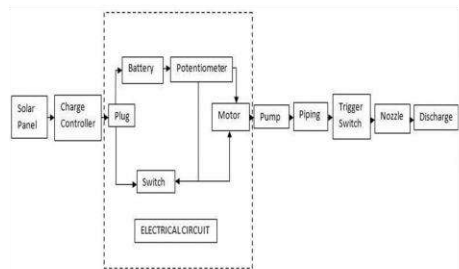 Battery
Potentiometer
Solar
Panel
Charge
Controller
Plug
Motor
Pump
Piping
Trigger
Switch
Nozzle
Discharge
Switch
ELECTRICAL CIRCUIT